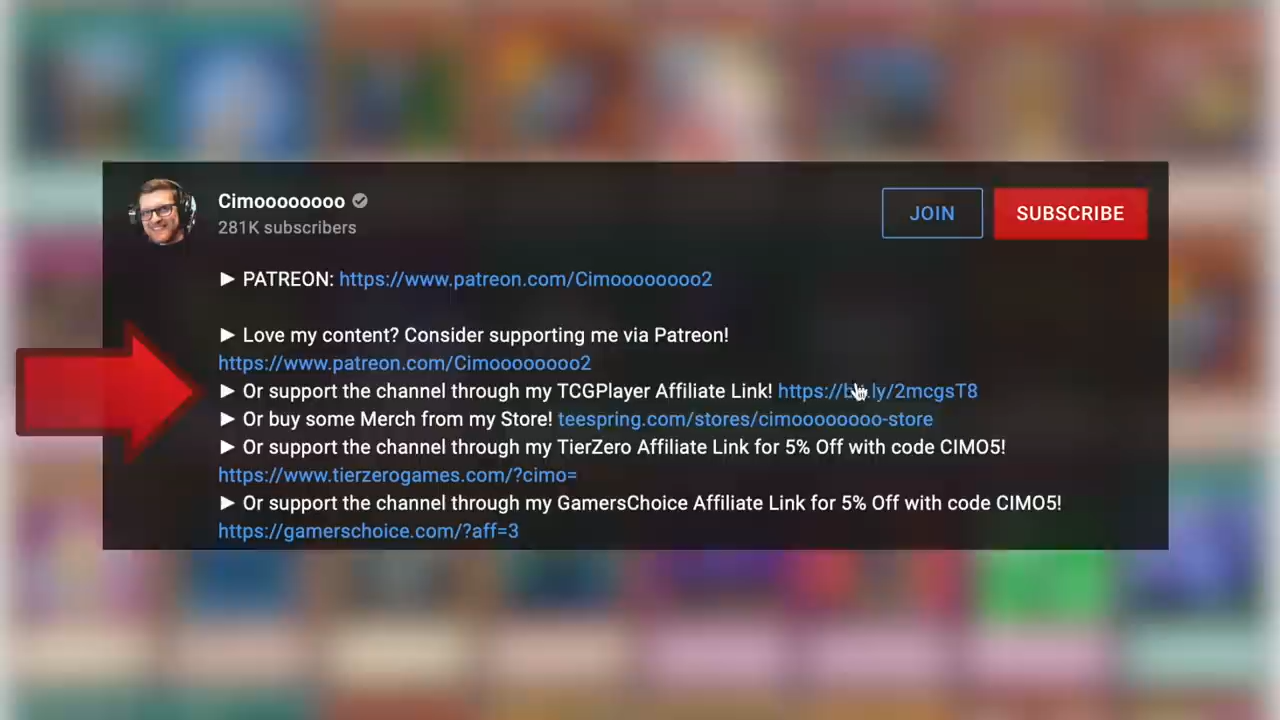 Cimoooooooo
281K subscribers
JOIN
SUBSCRIBE
► PATREON: https://www.patreon.com/Cimoooooooo2
► Love my content? Consider supporting me via Patreon!
https://www.patreon.com/Cimoooooooo2
► Or support the channel through my TCGPlayer Affiliate Link! https://bit.ly/2mcgsT8
► Or buy some Merch from my Store! teespring.com/stores/cimoooooooo-store
► Or support the channel through my TierZero Affiliate Link for 5% Off with code CIMO5!
https://www.tierzerogames.com/?cimo=
► Or support the channel through my GamersChoice Affiliate Link for 5% Off with code CIMO5!
https://gamerschoice.com/?aff=3